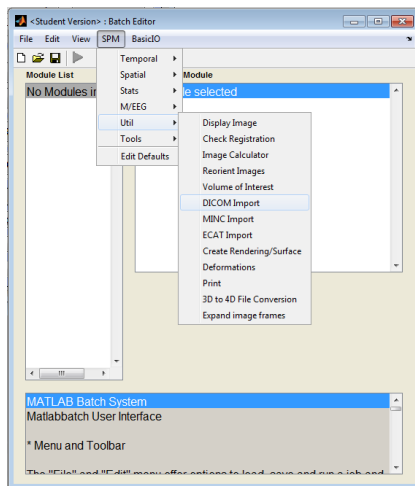 <Student Version> : Batch Editor
File Edit View SPM BasicIO
Module List
Module
No Modules in
le selected
Temporal
Spatial
Stats
M/EEG
Util
Tools
Edit Defaults
Display Image
Check Registration
Image Calculator
Reorient Images
Volume of Interest
DICOM Import
MINC Import
ECAT Import
Create Rendering/Surface
Deformations
Print
3D to 4D File Conversion
Expand image frames
MATLAB Batch System
Matlabbatch User Interface
* Menu and Toolbar
The "File" and "Edit" menu offer options to load, save and run a job and